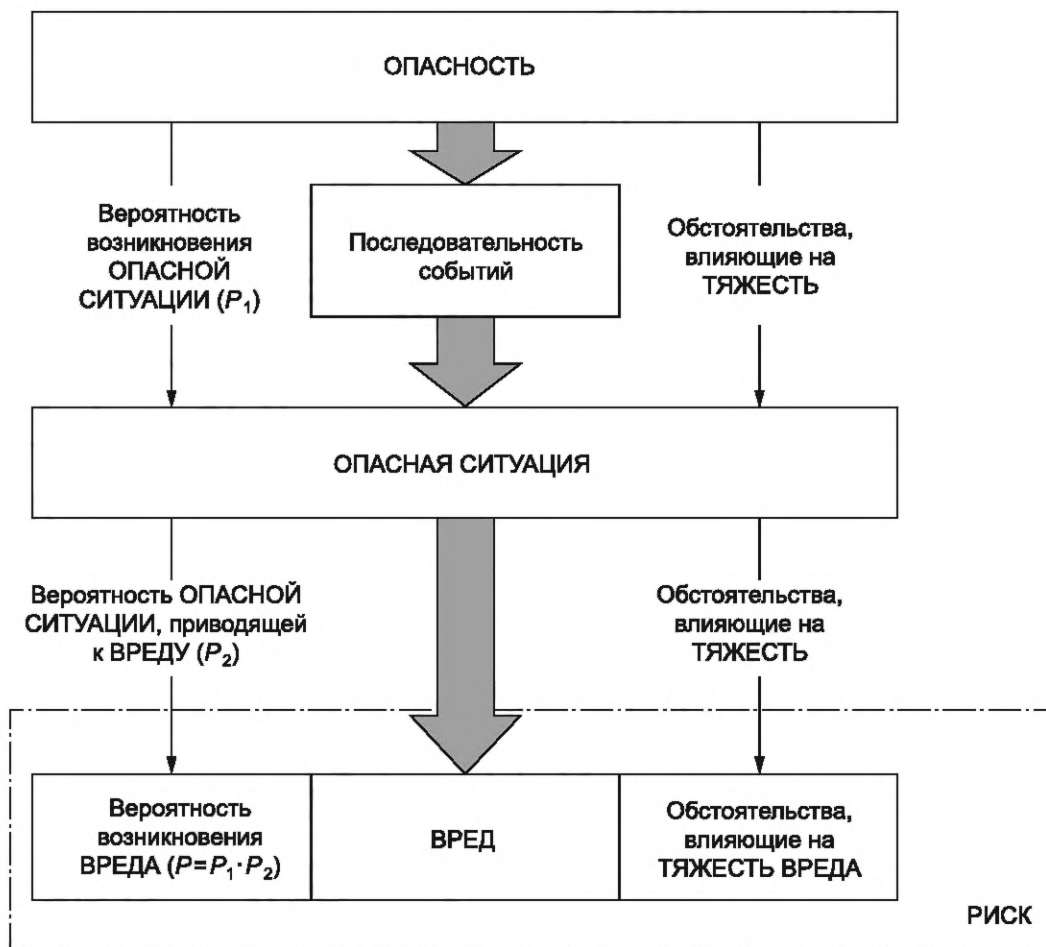 ОПАСНОСТЬ
Вероятность
возникновения
ОПАСНОЙ
СИТУАЦИИ (P₁)
Последовательность
событий
Обстоятельства,
влияющие на
ТЯЖЕСТЬ
ОПАСНАЯ СИТУАЦИЯ
Вероятность ОПАСНОЙ
СИТУАЦИИ, приводящей
к ВРЕДУ (P₂)
Обстоятельства,
влияющие на
ТЯЖЕСТЬ
Вероятность
возникновения
ВРЕДА (P=P₁·P₂)
ВРЕД
Обстоятельства,
влияющие на
ТЯЖЕСТЬ ВРЕДА
РИСК